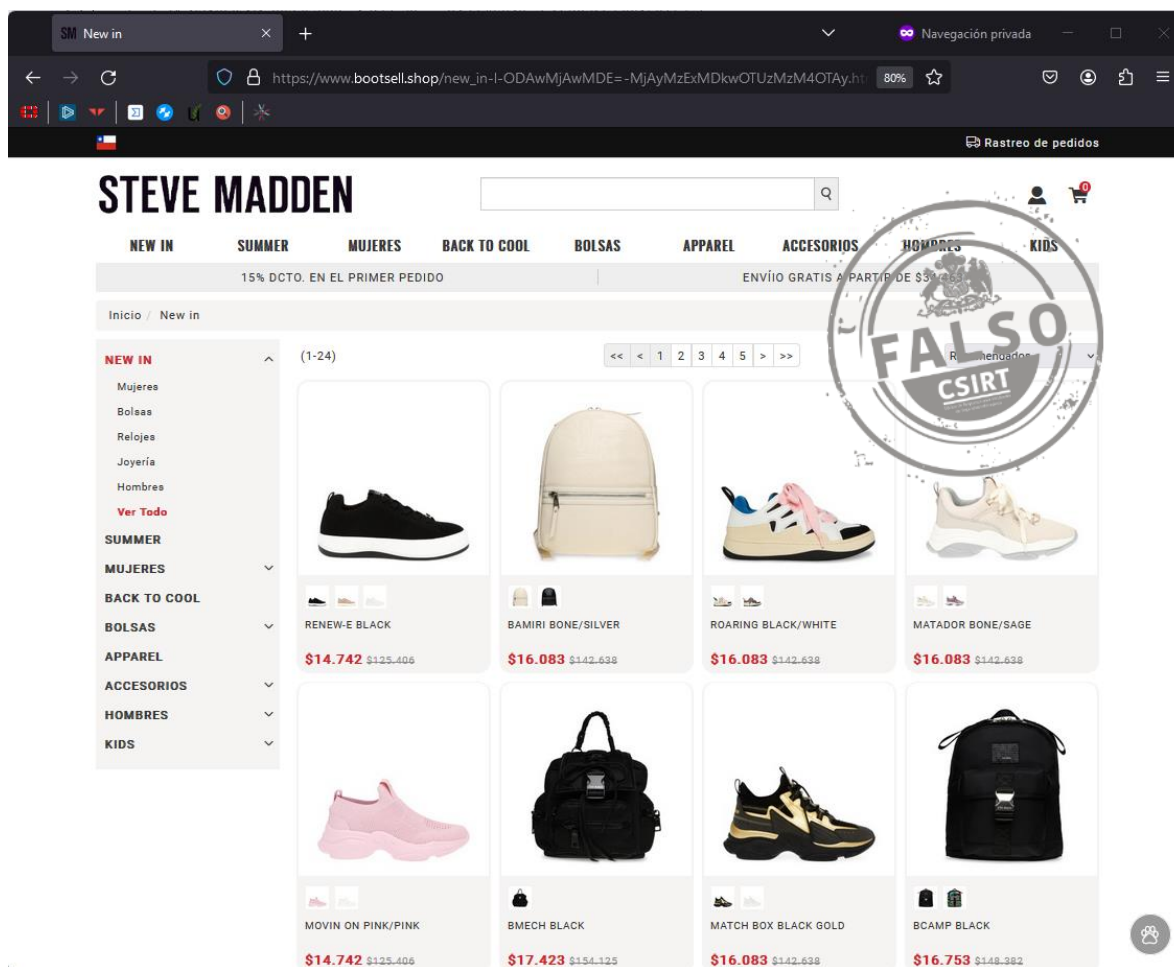 SM New in
Navegación privada
https://www.bootsell.shop/new_in-l-ODAwMjAwMDE=-MjAyMzExMDkwOTUzMzM4OTAy.ht
80%
Rastreo de pedidos
STEVE MADDEN
0
NEW IN SUMMER MUJERES BACK TO COOL BOLSAS APPAREL ACCESORIOS HOMBRES KIDS
15% DCTO. EN EL PRIMER PEDIDO
ENVÍIO GRATIS A PARTIR DE
Inicio / New in
FALSO
CSIRT
NEW IN
Mujeres
Bolsas
Relojes
Joyería
Hombres
Ver Todo
SUMMER
MUJERES
BACK TO COOL
BOLSAS
APPAREL
ACCESORIOS
HOMBRES
KIDS
(1-24)
<< < 1 2 3 4 5 > >>
Recomendados
RENEW-E BLACK
$14.742 $125.406
BAMIRI BONE/SILVER
$16.083 $142.638
ROARING BLACK/WHITE
$16.083 $142.638
MATADOR BONE/SAGE
$16.083 $142.638
MOVIN ON PINK/PINK
$14.742 $125.406
BMECH BLACK
$17.423 $154.125
MATCH BOX BLACK GOLD
$16.083 $142.638
BCAMP BLACK
$16.753 $148.382